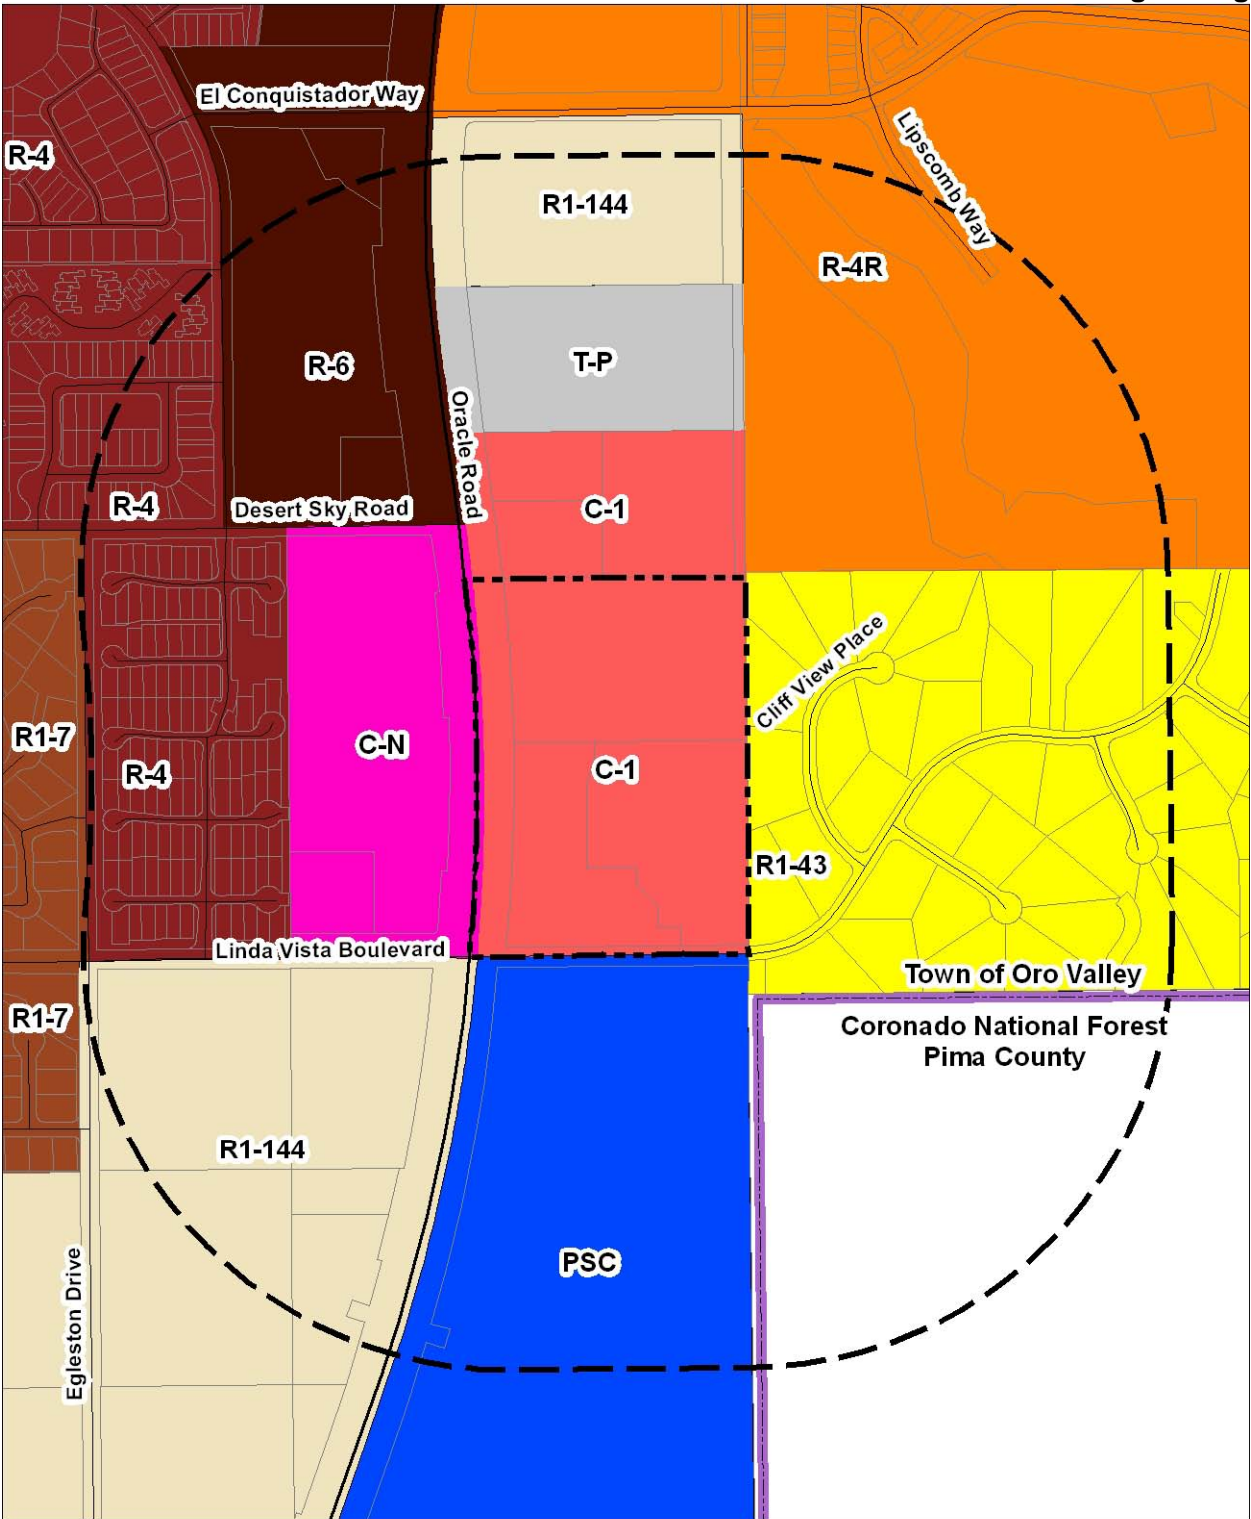 El Conquistador Way
R-4
Lipscomb Way
R1-144
R-4R
R-6
T-P
Oracle Road
R-4
Desert Sky Road
C-1
Cliff View Place
R1-7
C-N
R-4
C-1
R1-43
Linda Vista Boulevard
Town of Oro Valley
R1-7
Coronado National Forest
Pima County
R1-144
PSC
Egleston Drive